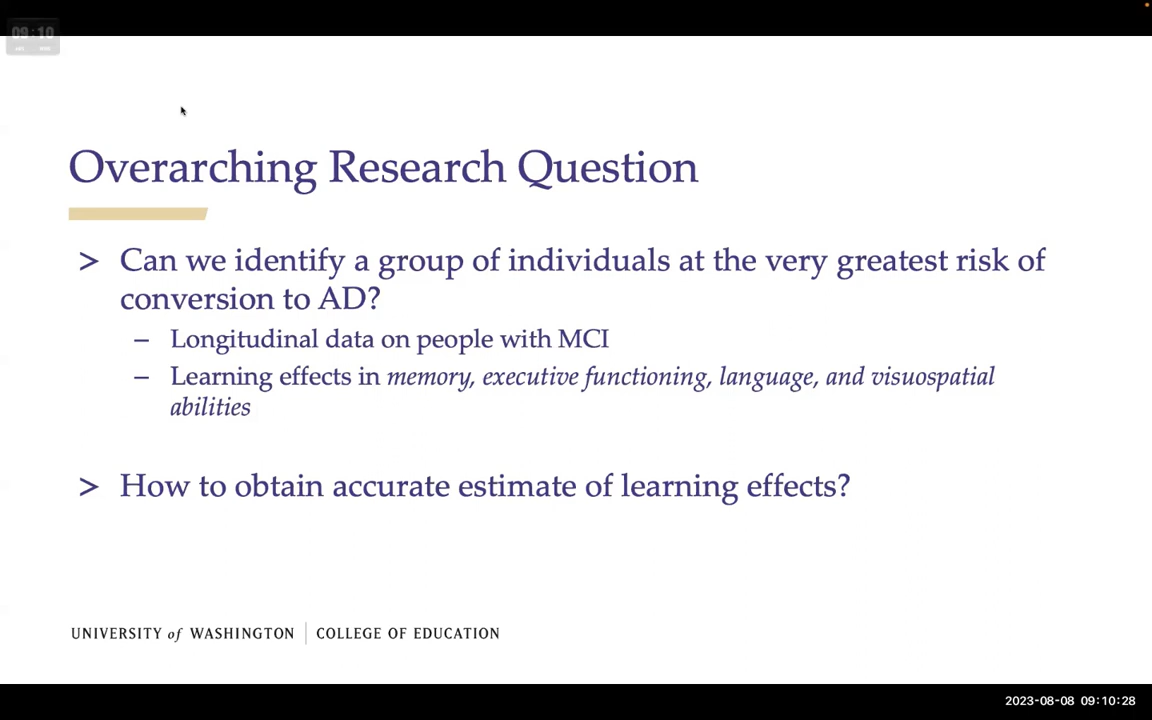 09:10
Overarching Research Question
> Can we identify a group of individuals at the very greatest risk of
conversion to AD?
– Longitudinal data on people with MCI
– Learning effects in memory, executive functioning, language, and visuospatial
abilities
> How to obtain accurate estimate of learning effects?
UNIVERSITY of WASHINGTON | COLLEGE OF EDUCATION
2023-08-08 09:10:28